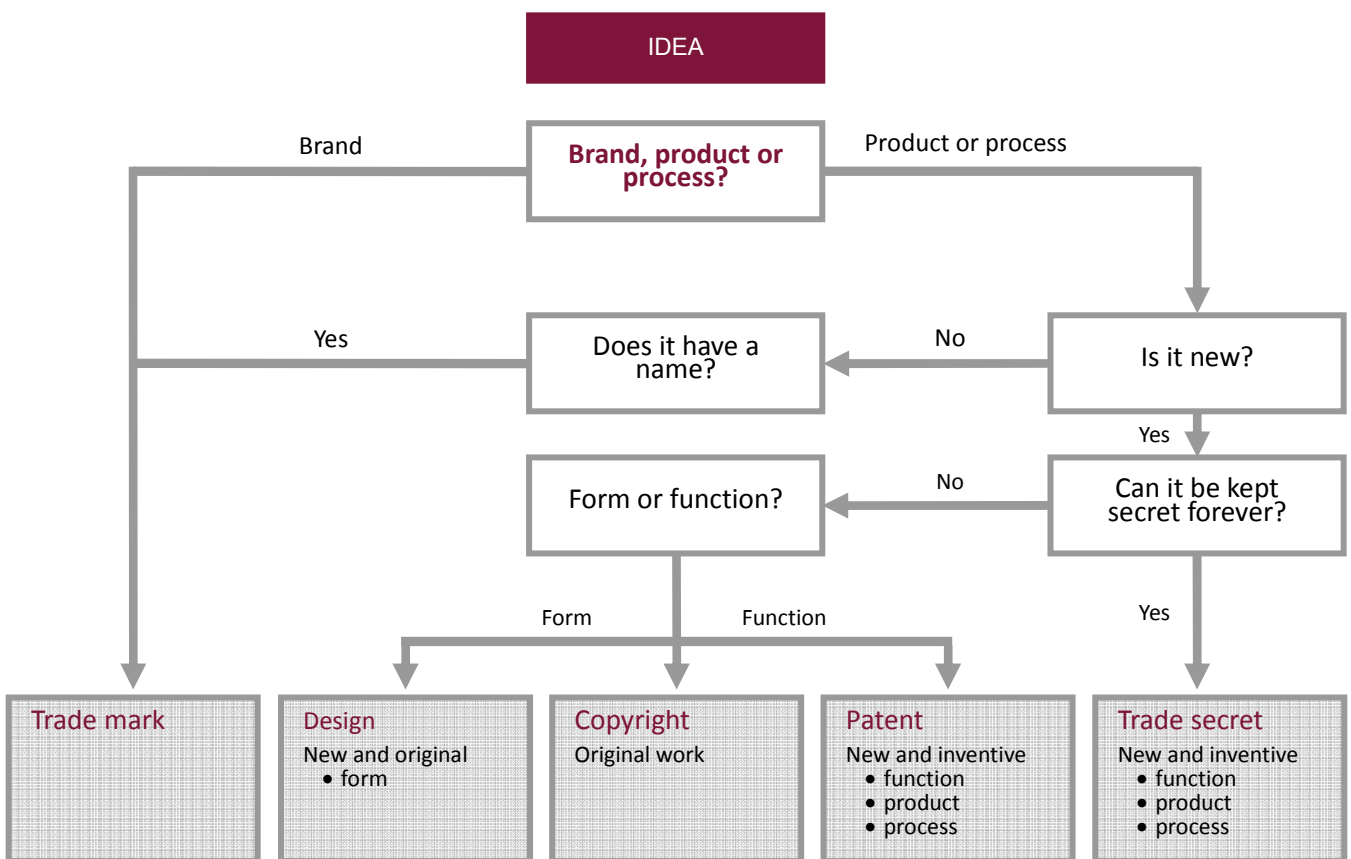 IDEA
Brand
Brand, product or
process?
Product or process
Yes
Does it have a
name?
No
Is it new?
Yes
Form or function?
No
Can it be kept
secret forever?
Form
Function
Yes
Trade mark
Design
New and original
• form
Copyright
Original work
Patent
New and inventive
• function
• product
• process
Trade secret
New and inventive
• function
• product
• process